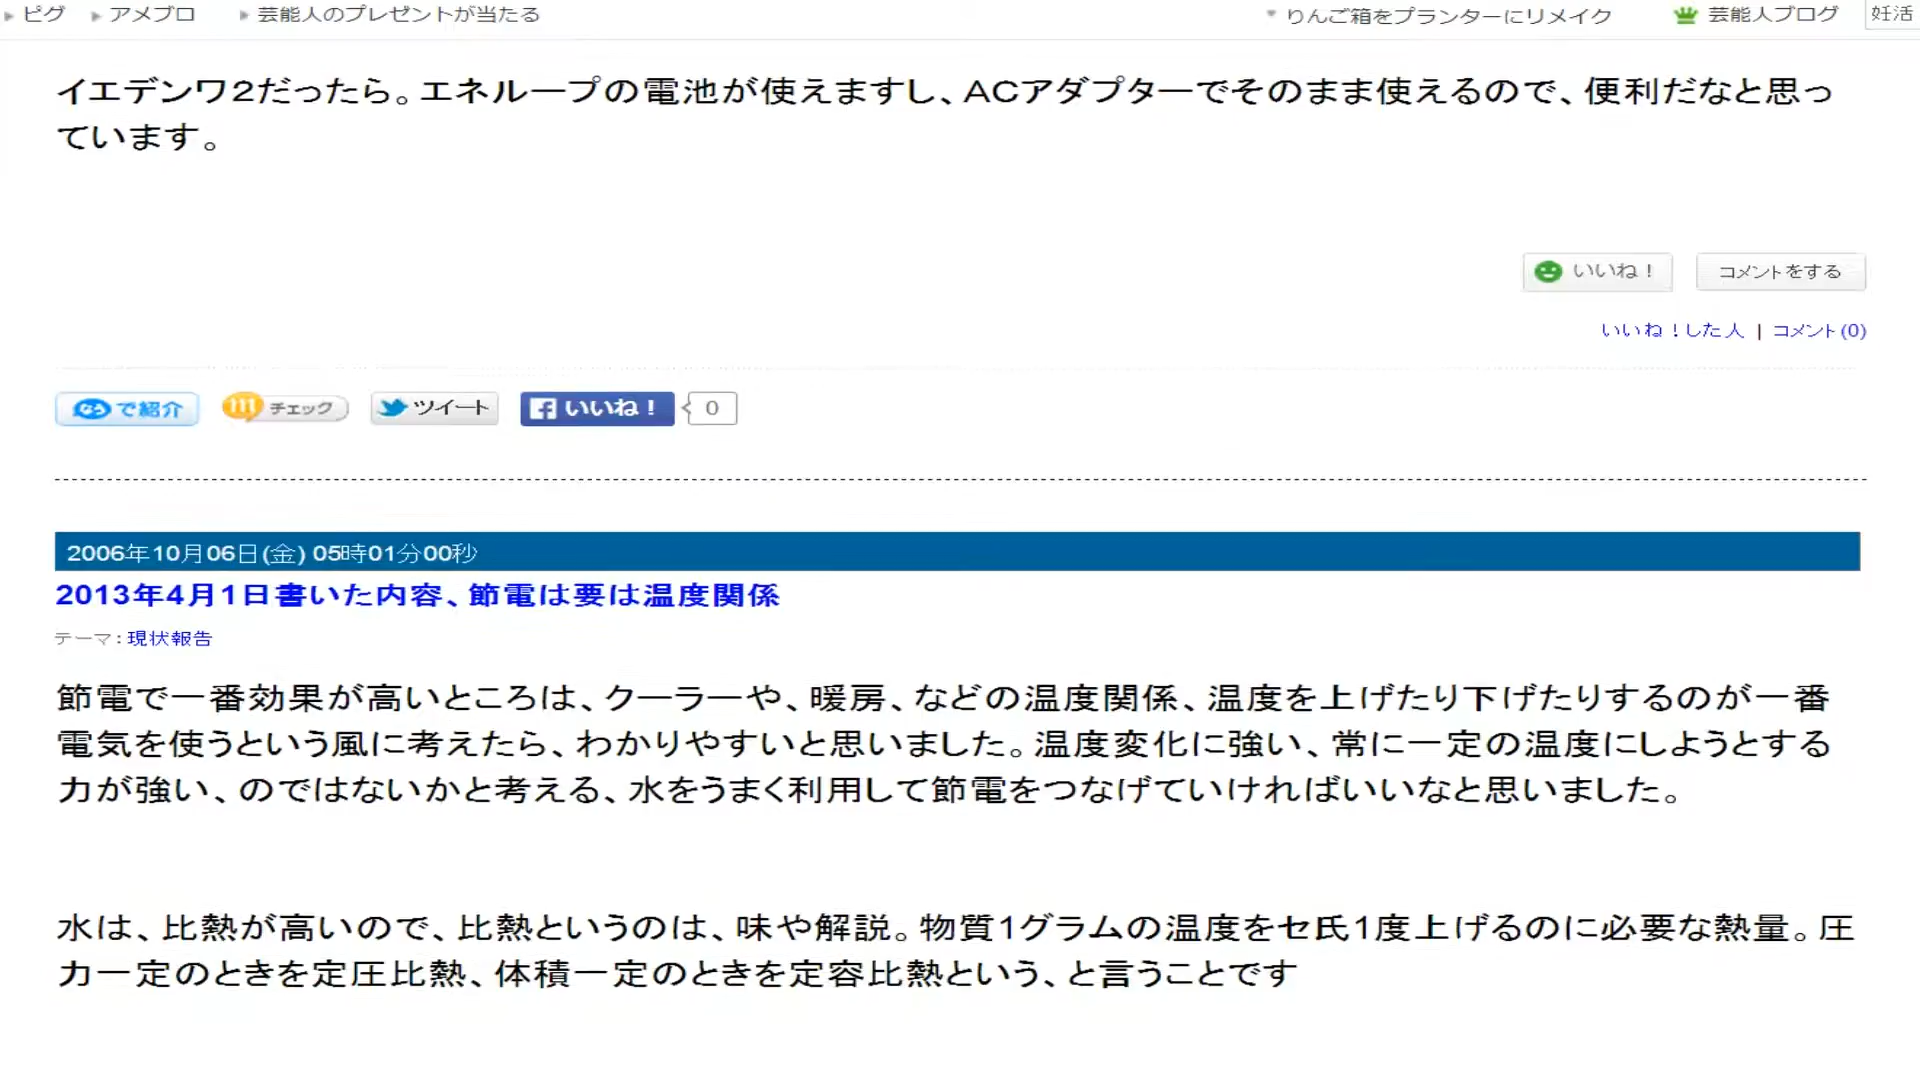 ピグ アメブロ 芸能人のプレゼントが当たる りんご箱をプランターにリメイク 芸能人ブログ 妊活
イエデンワ2だったら。エネループの電池が使えますし、ACアダプターでそのまま使えるので、便利だなと思っ
ています。
いいね！ コメントをする
いいね！した人 | コメント(0)
で紹介 チェック ツイート いいね！ 0
2006年10月06日(金) 05時01分00秒
2013年4月1日書いた内容、節電は要は温度関係
テーマ：現状報告
節電で一番効果が高いところは、クーラーや、暖房、などの温度関係、温度を上げたり下げたりするのが一番
電気を使うという風に考えたら、わかりやすいと思いました。温度変化に強い、常に一定の温度にしようとする
力が強い、のではないかと考える、水をうまく利用して節電をつなげていければいいなと思いました。
水は、比熱が高いので、比熱というのは、味や解説。物質1グラムの温度をセ氏1度上げるのに必要な熱量。圧
力一定のときを定圧比熱、体積一定のときを定容比熱という、と言うことです